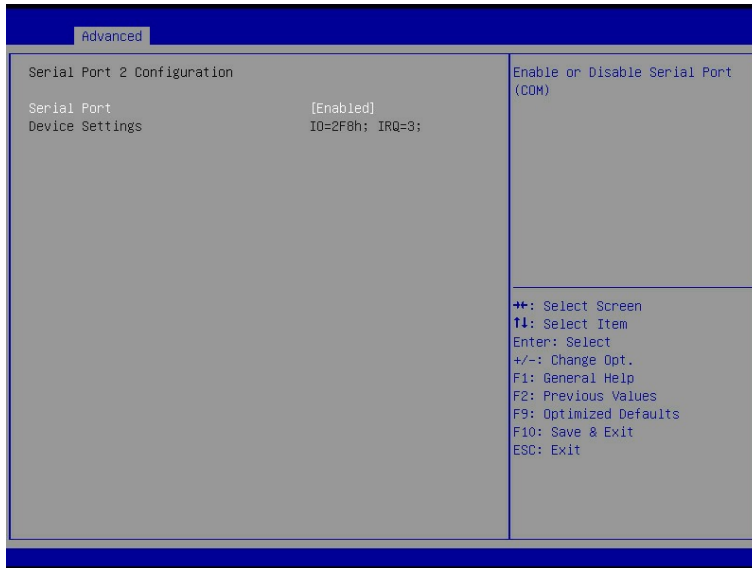 Advanced
Serial Port 2 Configuration
Serial Port [Enabled]
Device Settings IO=2F8h; IRQ=3;
Enable or Disable Serial Port
(COM)
→←: Select Screen
↑↓: Select Item
Enter: Select
+/-: Change Opt.
F1: General Help
F2: Previous Values
F9: Optimized Defaults
F10: Save & Exit
ESC: Exit